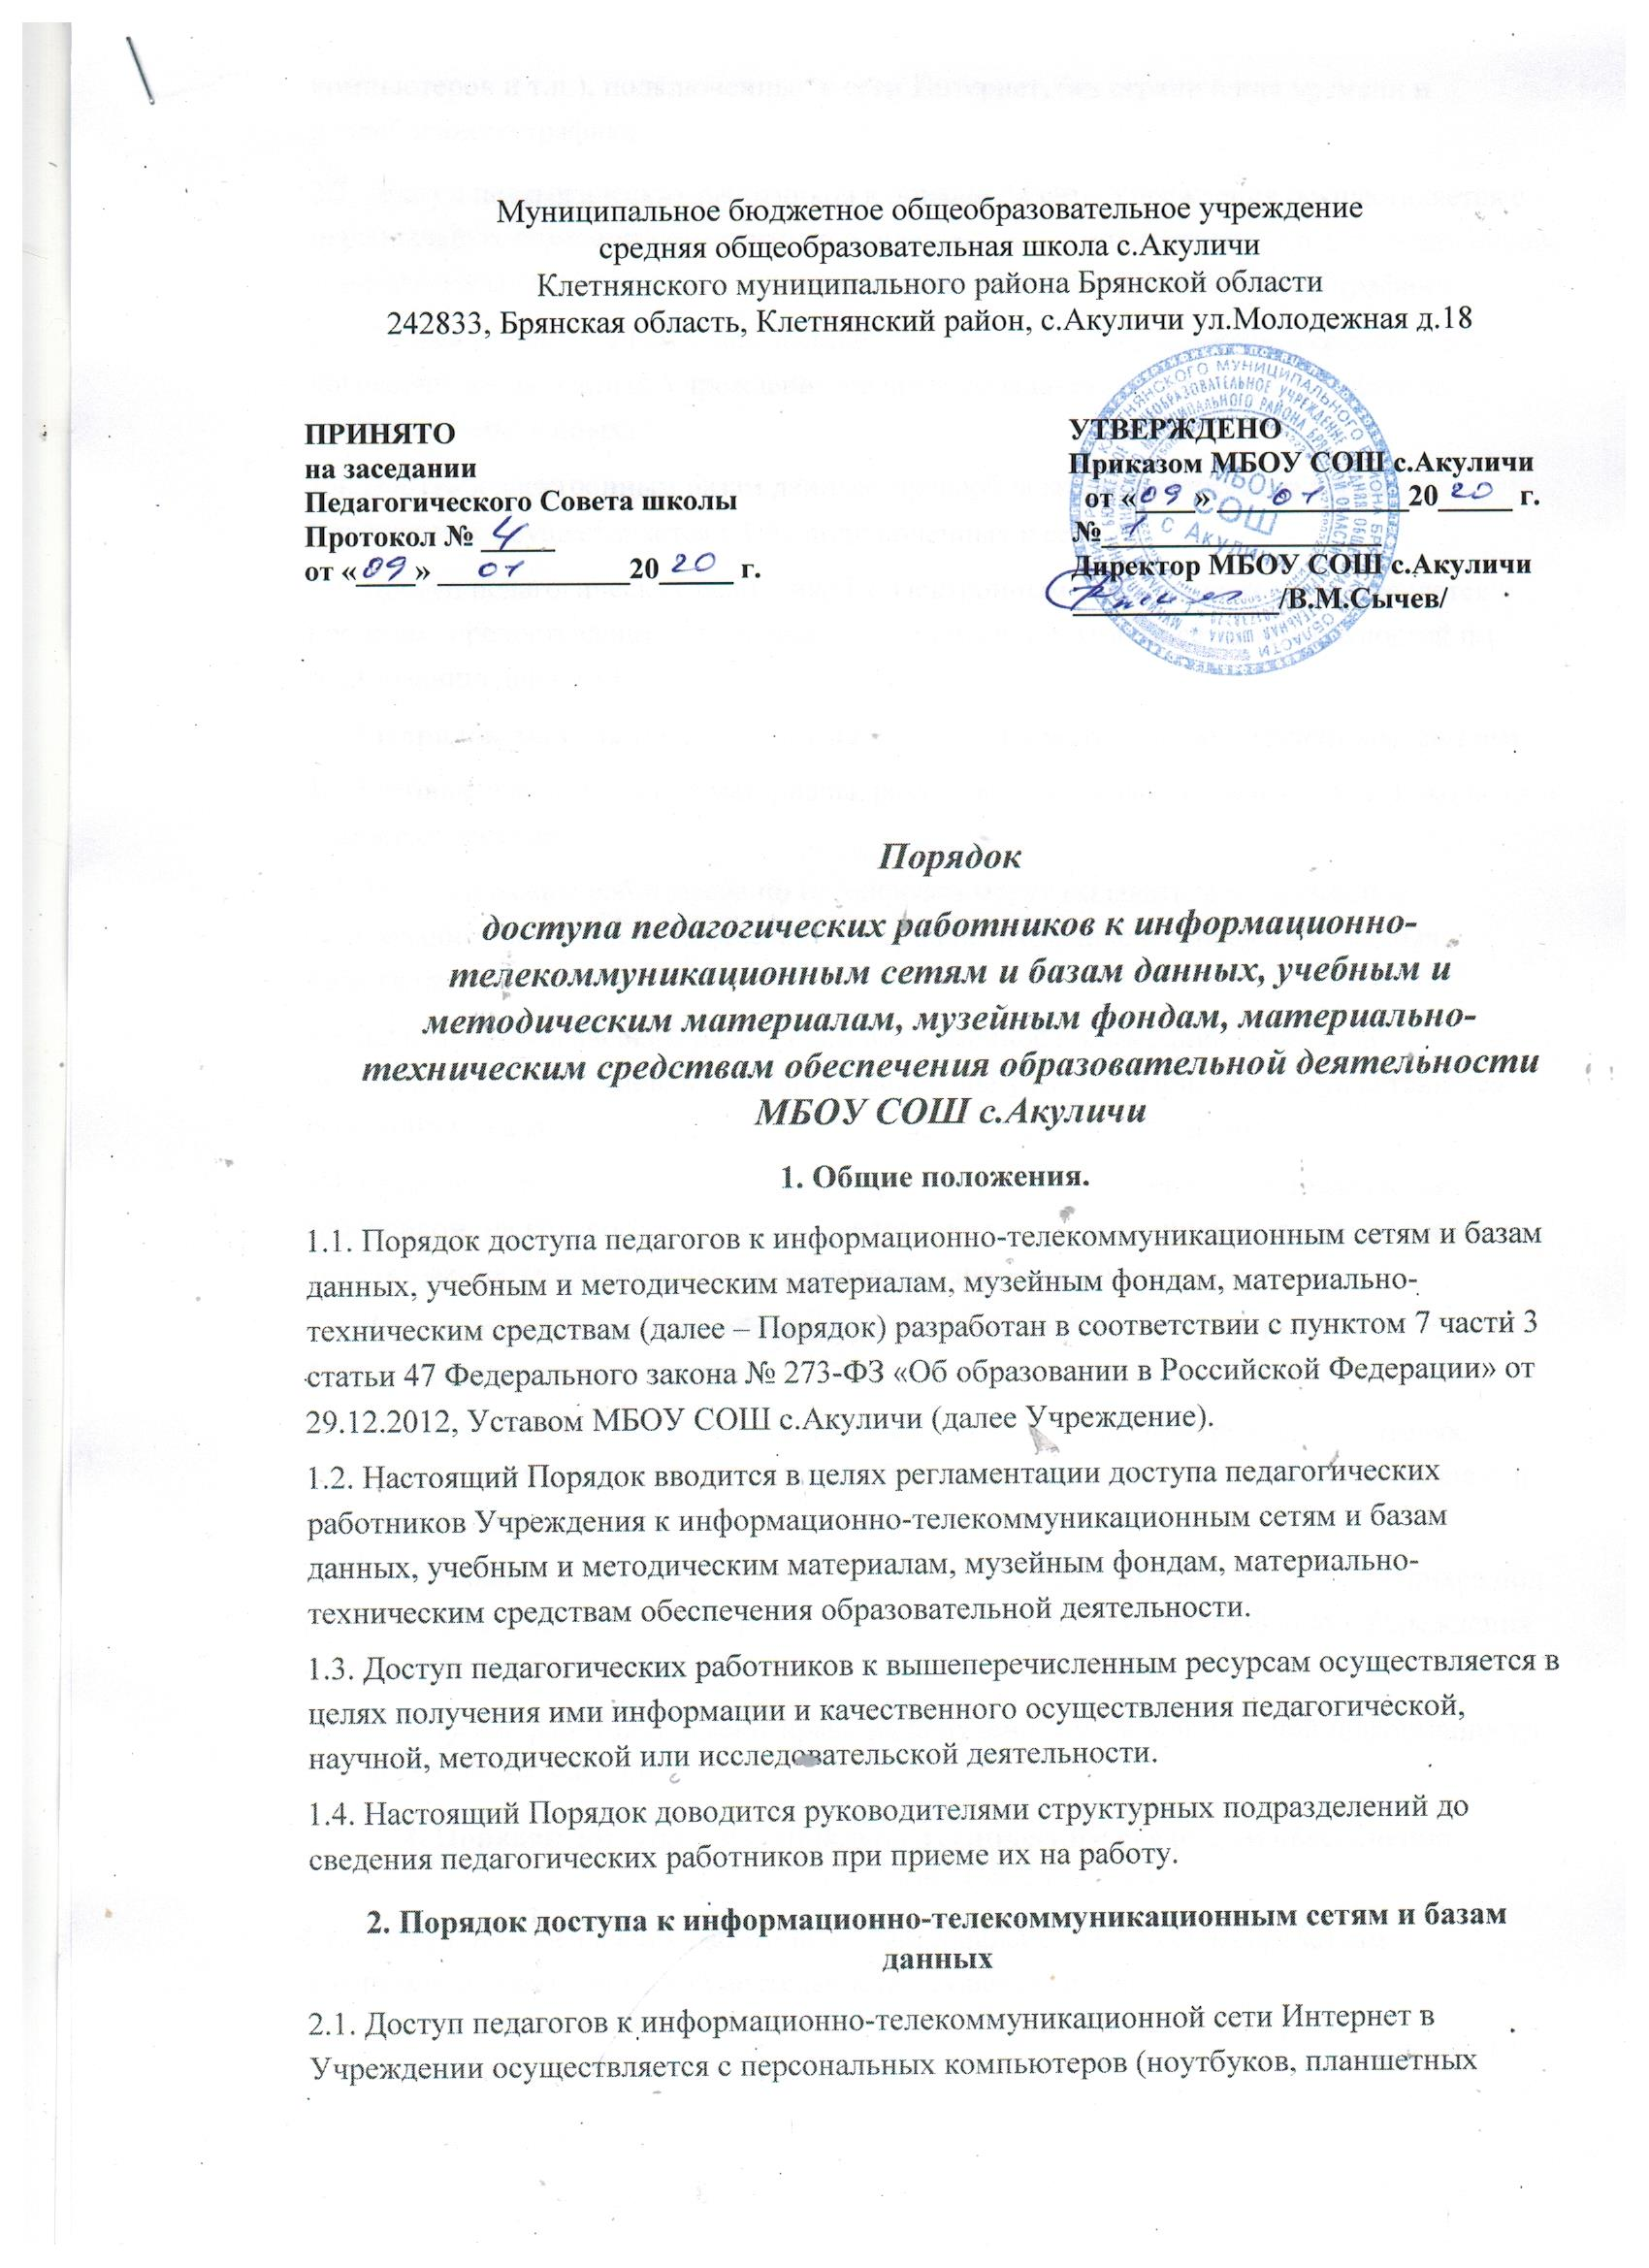 Муниципальное бюджетное общеобразовательное учреждение
средняя общеобразовательная школа с.Акуличи
Клетнянского муниципального района Брянской области
242833, Брянская область, Клетнянский район, с.Акуличи ул.Молодежная д.18
ПРИНЯТО
на заседании
Педагогического Совета школы
Протокол № 4
от «09» 01 2020 г.
УТВЕРЖДЕНО
Приказом МБОУ СОШ с.Акуличи
от «09» 01 2020 г.
№ 1
Директор МБОУ СОШ с.Акуличи
/В.М.Сычев/
МБОУ
СОШ
с Акуличи
Порядок
доступа педагогических работников к информационно-
телекоммуникационным сетям и базам данных, учебным и
методическим материалам, музейным фондам, материально-
техническим средствам обеспечения образовательной деятельности
МБОУ СОШ с.Акуличи
1. Общие положения.
1.1. Порядок доступа педагогов к информационно-телекоммуникационным сетям и базам
данных, учебным и методическим материалам, музейным фондам, материально-
техническим средствам (далее – Порядок) разработан в соответствии с пунктом 7 части 3
статьи 47 Федерального закона № 273-ФЗ «Об образовании в Российской Федерации» от
29.12.2012, Уставом МБОУ СОШ с.Акуличи (далее Учреждение).
1.2. Настоящий Порядок вводится в целях регламентации доступа педагогических
работников Учреждения к информационно-телекоммуникационным сетям и базам
данных, учебным и методическим материалам, музейным фондам, материально-
техническим средствам обеспечения образовательной деятельности.
1.3. Доступ педагогических работников к вышеперечисленным ресурсам осуществляется в
целях получения ими информации и качественного осуществления педагогической,
научной, методической или исследовательской деятельности.
1.4. Настоящий Порядок доводится руководителями структурных подразделений до
сведения педагогических работников при приеме их на работу.
2. Порядок доступа к информационно-телекоммуникационным сетям и базам
данных
2.1. Доступ педагогов к информационно-телекоммуникационной сети Интернет в
Учреждении осуществляется с персональных компьютеров (ноутбуков, планшетных